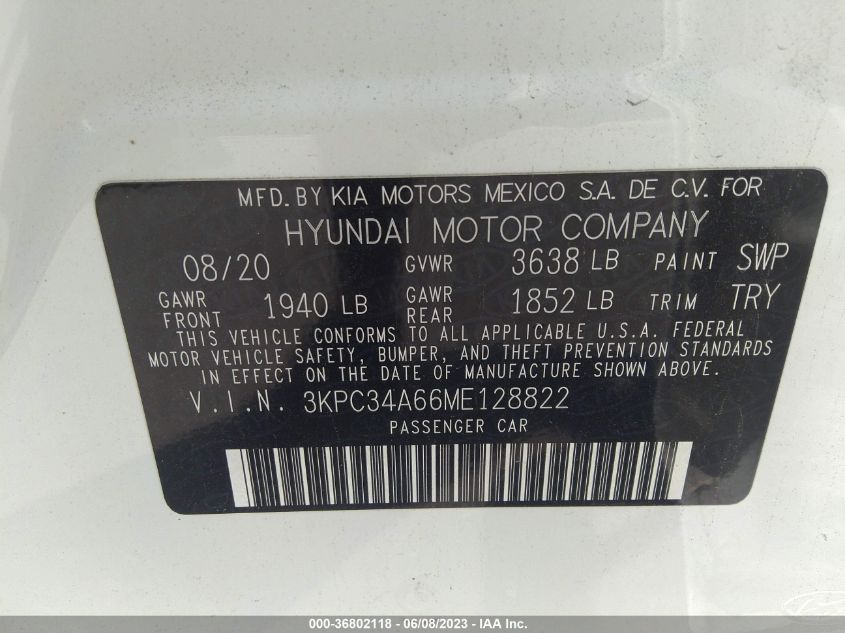 MFD. BY KIA MOTORS MEXICO S.A. DE C.V. FOR
HYUNDAI MOTOR COMPANY
08/20 GVWR 3638 LB PAINT SWP
GAWR FRONT 1940 LB GAWR REAR 1852 LB TRIM TRY
THIS VEHICLE CONFORMS TO ALL APPLICABLE U.S.A. FEDERAL
MOTOR VEHICLE SAFETY, BUMPER, AND THEFT PREVENTION STANDARDS
IN EFFECT ON THE DATE OF MANUFACTURE SHOWN ABOVE.
V.I.N. 3KPC34A66ME128822
PASSENGER CAR
000-36802118 - 06/08/2023 - IAA Inc.